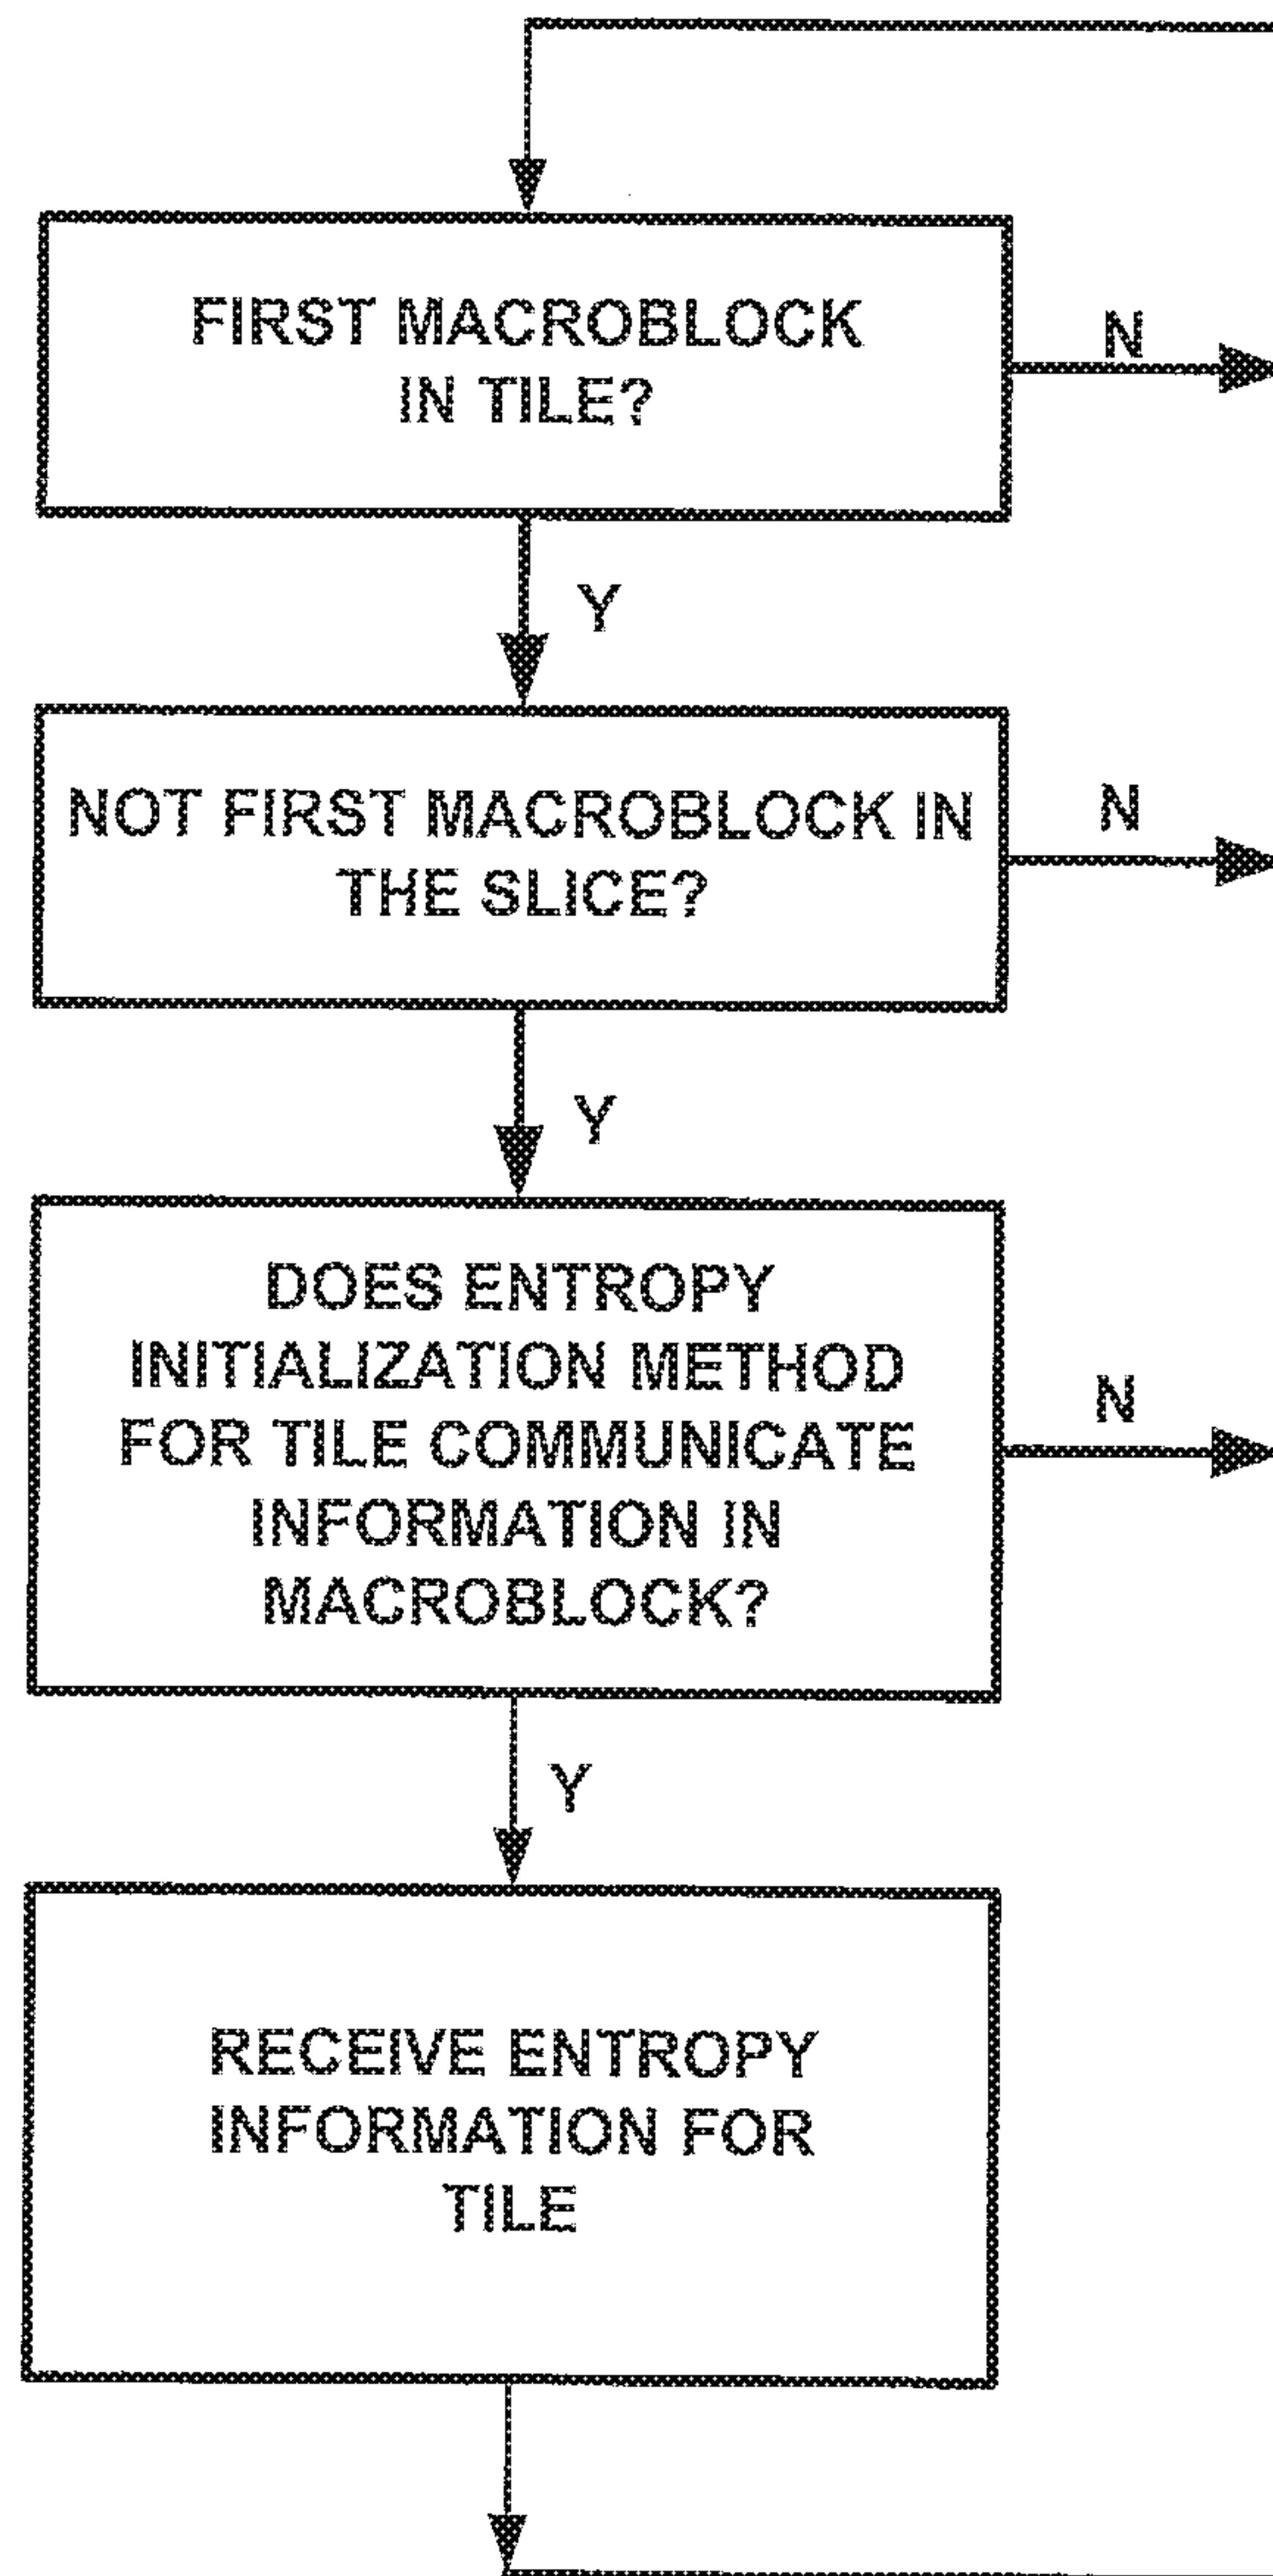 FIRST MACROBLOCK
IN TILE?
N
Y
NOT FIRST MACROBLOCK IN
THE SLICE?
N
Y
DOES ENTROPY
INITIALIZATION METHOD
FOR TILE COMMUNICATE
INFORMATION IN
MACROBLOCK?
N
Y
RECEIVE ENTROPY
INFORMATION FOR
TILE